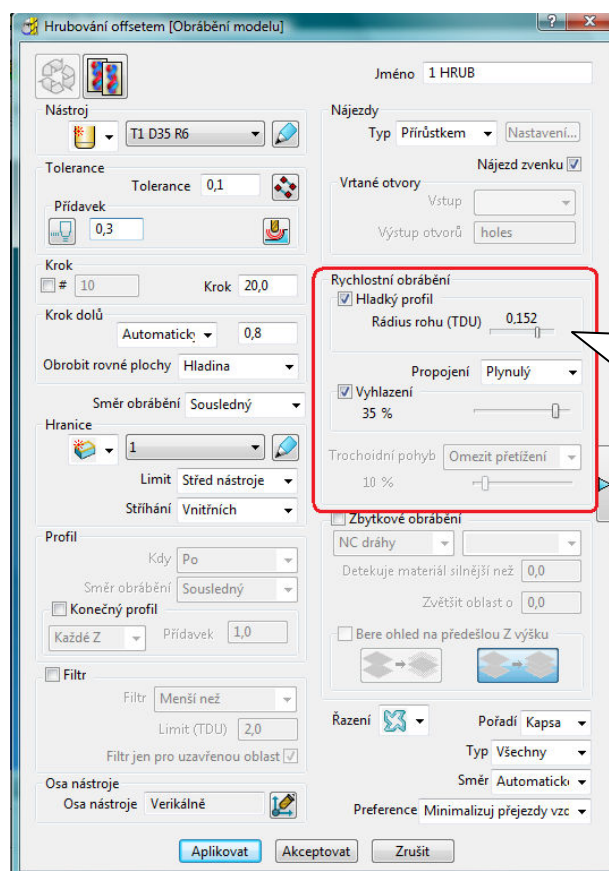 Hrubování offsetem [Obrábění modelu]
Jméno 1 HRUB
Nástroj
T1 D35 R6
Tolerance
Tolerance 0,1
Přídavek
0,3
Krok
# 10 Krok 20,0
Krok dolů
Automaticky 0,8
Obrobit rovné plochy Hladina
Směr obrábění Sousledný
Hranice
1
Limit Střed nástroje
Stříhání Vnitřních
Profil
Kdy Po
Směr obrábění Sousledný
Konečný profil
Každé Z Přídavek 1,0
Filtr
Filtr Menší než
Limit (TDU) 2,0
Filtr jen pro uzavřenou oblast
Osa nástroje
Osa nástroje Verikálně
Nájezdy
Typ Přírůstkem Nastavení...
Nájezd zvenku
Vrtané otvory
Vstup
Výstup otvorů holes
Rychlostní obrábění
Hladký profil
Rádius rohu (TDU) 0,152
Propojení Plynulý
Vyhlazení
35 %
Trochoidní pohyb Omezit přetížení
10 %
Zbytkové obrábění
NC dráhy
Detekuje materiál silnější než 0,0
Zvětšit oblast o 0,0
Bere ohled na předešlou Z výšku
Řazení Pořadí Kapsa
Typ Všechny
Směr Automatick
Preference Minimalizuj přejezdy vzd
Aplikovat Akceptovat Zrušit